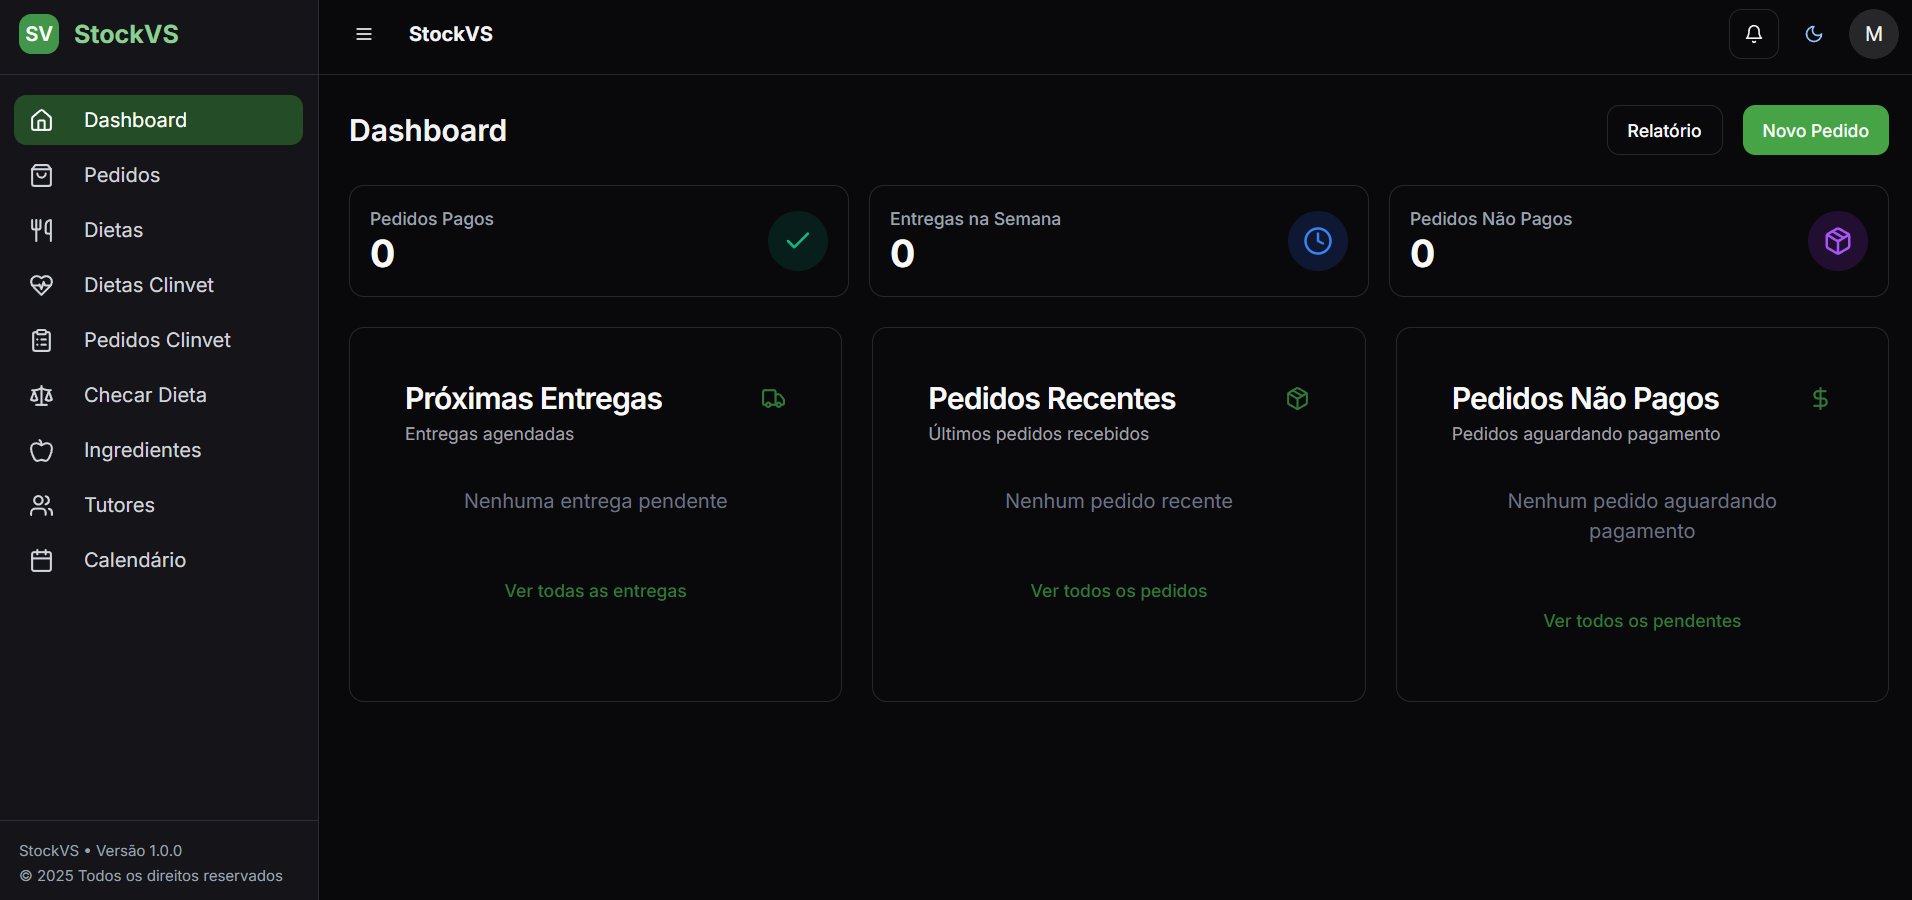 SV StockVS
StockVS
M
Dashboard
Pedidos
Dietas
Dietas Clinvet
Pedidos Clinvet
Checar Dieta
Ingredientes
Tutores
Calendário
StockVS • Versão 1.0.0
© 2025 Todos os direitos reservados
Dashboard
Relatório
Novo Pedido
Pedidos Pagos
0
Entregas na Semana
0
Pedidos Não Pagos
0
Próximas Entregas
Entregas agendadas
Nenhuma entrega pendente
Ver todas as entregas
Pedidos Recentes
Últimos pedidos recebidos
Nenhum pedido recente
Ver todos os pedidos
Pedidos Não Pagos
Pedidos aguardando pagamento
Nenhum pedido aguardando
pagamento
Ver todos os pendentes